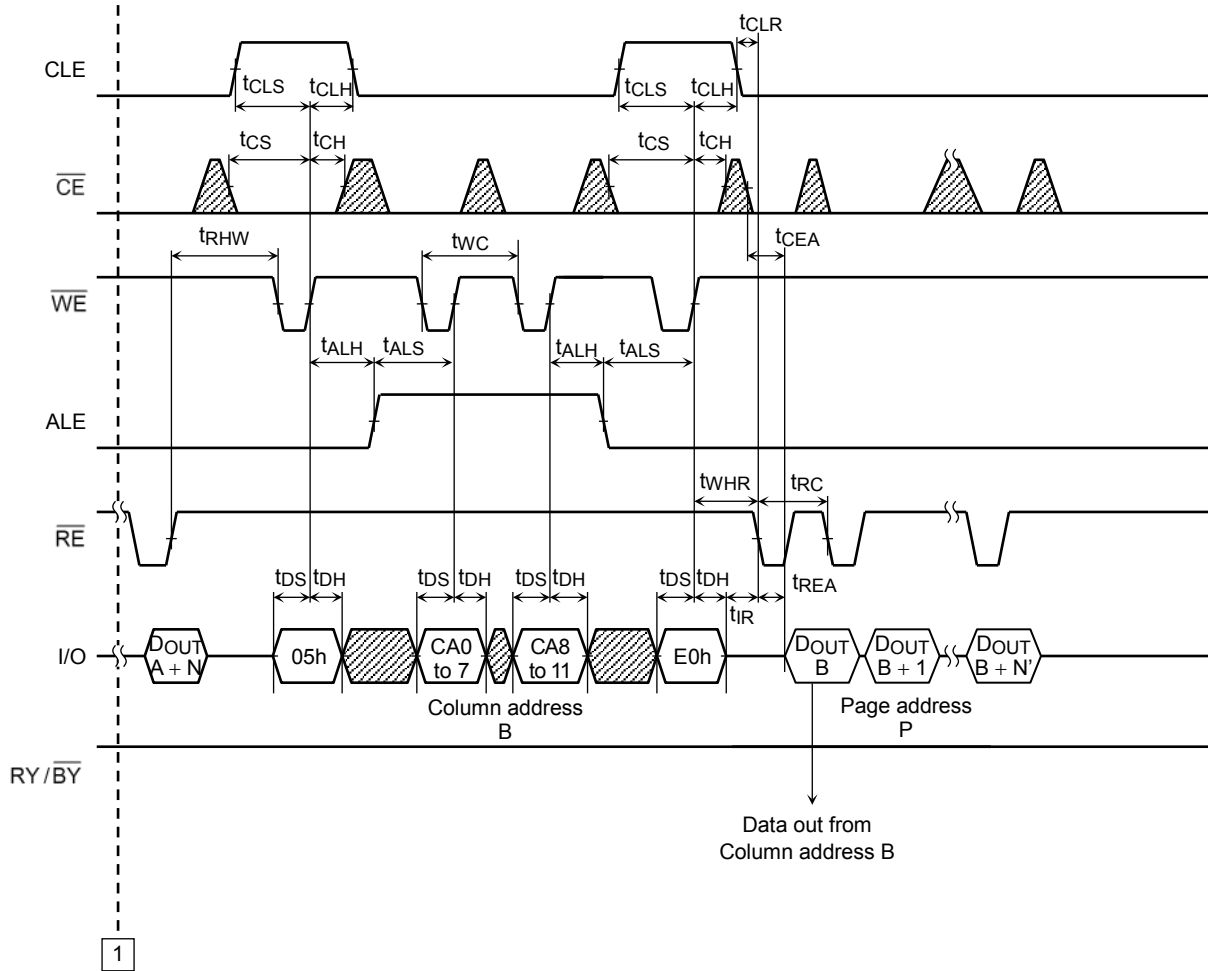 tCLR
CLE
tCLS
tCLH
tCLS
tCLH
tCS
tCH
tCS
tCH
CE
tCEA
tRHW
tWC
WE
tALH
tALS
tALH
tALS
ALE
tWHR
tRC
RE
tDS
tDH
tDS
tDH
tDS
tDH
tDS
tDH
tREA
tIR
I/O
DOUT
A + N
05h
CA0
to 7
CA8
to 11
E0h
DOUT
B
DOUT
B + 1
DOUT
B + N’
Column address
B
Page address
P
RY / BY
Data out from
Column address B
1